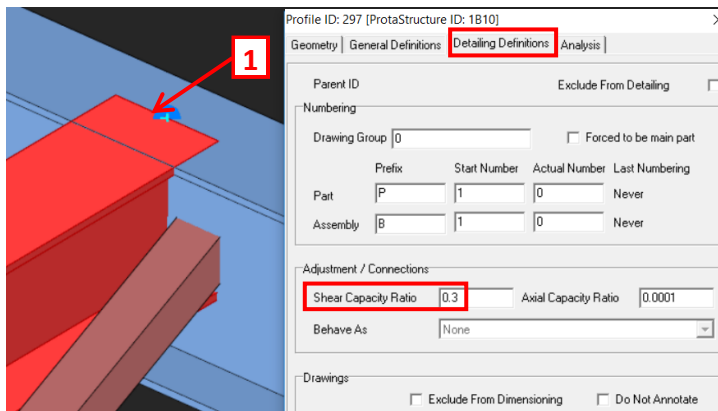 1
Profile ID: 297 [ProtaStructure ID: 1B10]
Geometry General Definitions Detailing Definitions Analysis
Parent ID Exclude From Detailing
Numbering
Drawing Group 0 Forced to be main part
Prefix Start Number Actual Number Last Numbering
Part P 1 0 Never
Assembly B 1 0 Never
Adjustment / Connections
Shear Capacity Ratio 0.3 Axial Capacity Ratio 0.0001
Behave As None
Drawings
Exclude From Dimensioning Do Not Annotate